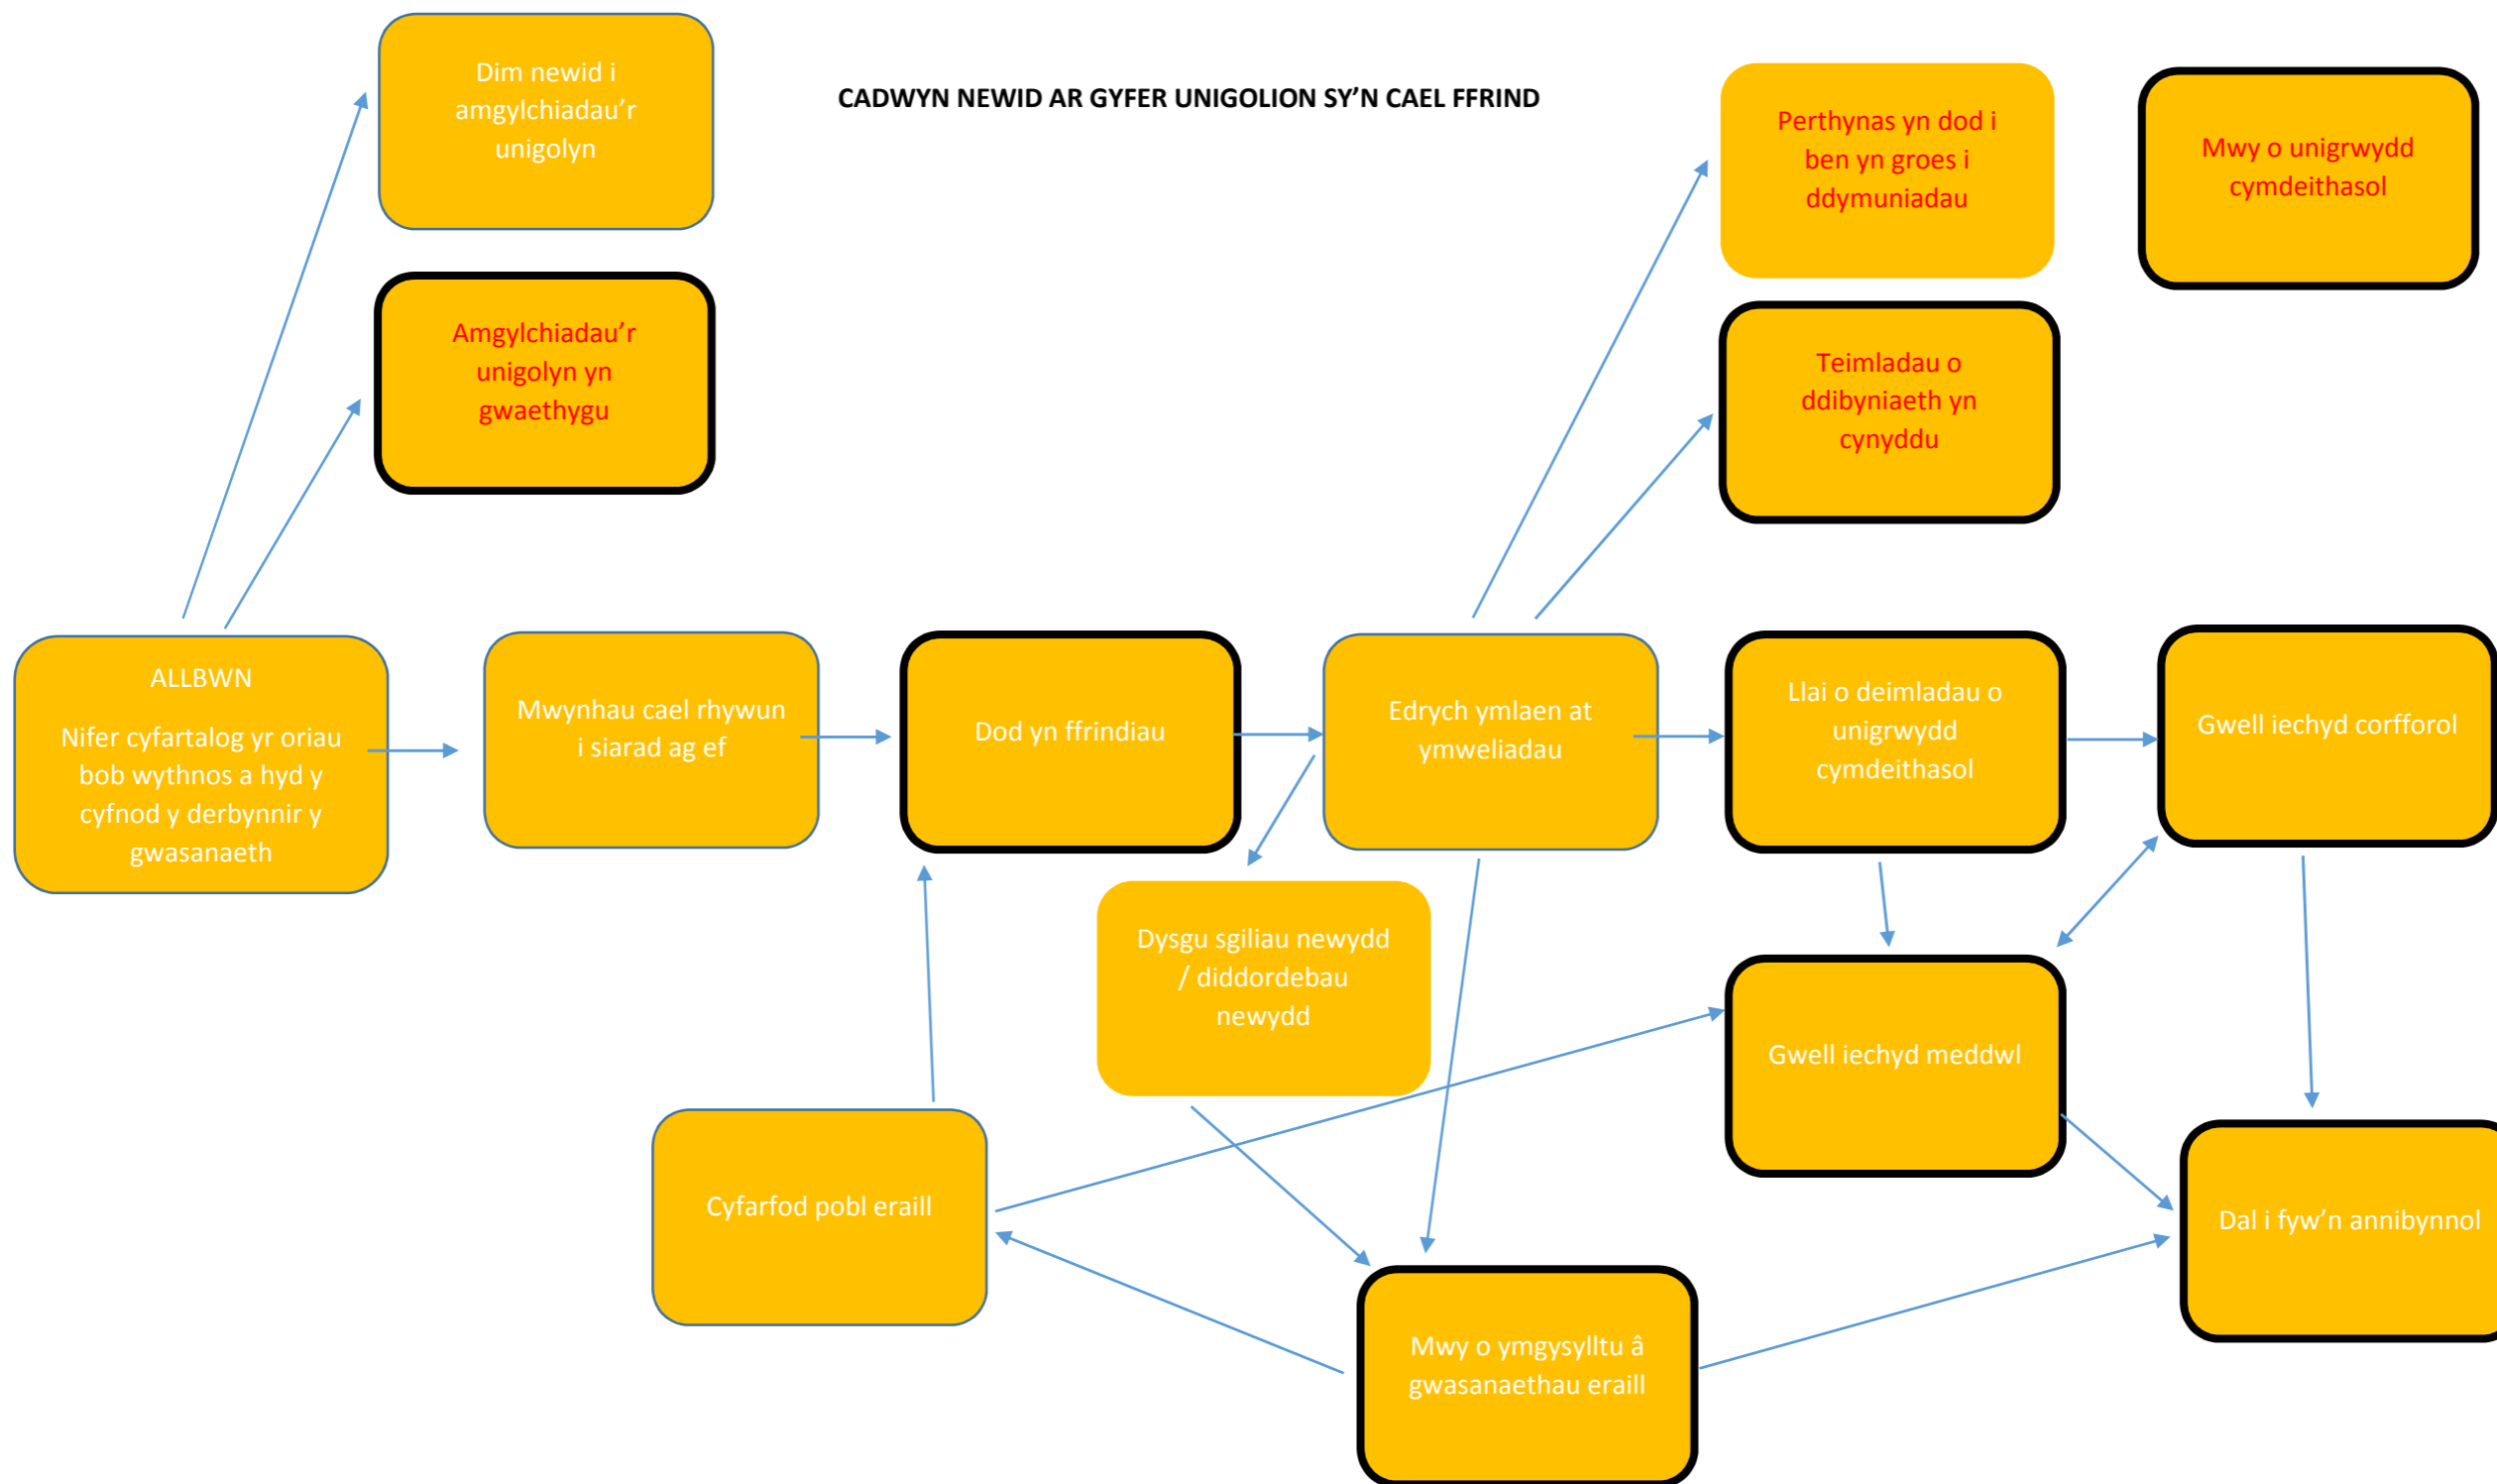 CADWYN NEWID AR GYFER UNIGOLION SY’N CAEL FFRIND
Dim newid i
amgylchiadau’r
unigolyn
Perthynas yn dod i
ben yn groes i
ddymuniadau
Mwy o unigrwydd
cymdeithasol
Amgylchiadau’r
unigolyn yn
gwaethygu
Teimladau o
ddibyniaeth yn
cynyddu
ALLBWN
Nifer cyfartalog yr oriau
bob wythnos a hyd y
cyfnod y derbynnir y
gwasanaeth
Mwynhau cael rhywun
i siarad ag ef
Dod yn ffrindiau
Edrych ymlaen at
ymweliadau
Llai o deimladau o
unigrwydd
cymdeithasol
Gwell iechyd corfforol
Dysgu sgiliau newydd
/ diddordebau
newydd
Gwell iechyd meddwl
Cyfarfod pobl eraill
Dal i fyw’n annibynnol
Mwy o ymgysylltu â
gwasanaethau eraill